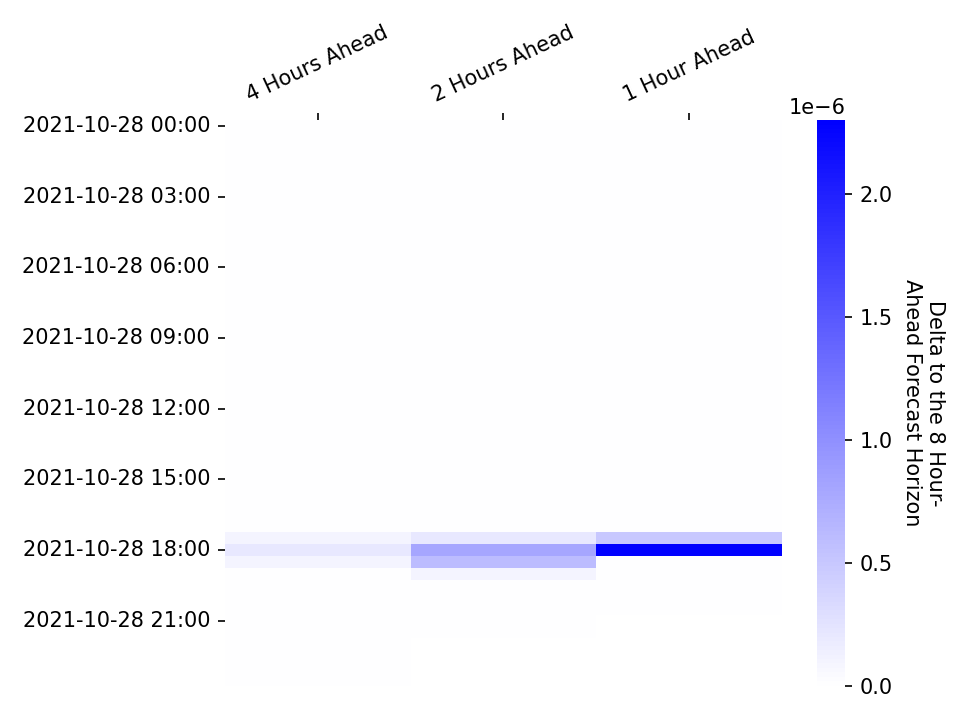 4 Hours Ahead
2 Hours Ahead
1 Hour Ahead
1e−6
2021-10-28 00:00
2021-10-28 03:00
2021-10-28 06:00
2021-10-28 09:00
2021-10-28 12:00
2021-10-28 15:00
2021-10-28 18:00
2021-10-28 21:00
2.0
1.5
1.0
0.5
0.0
Delta to the 8 Hour-
Ahead Forecast Horizon